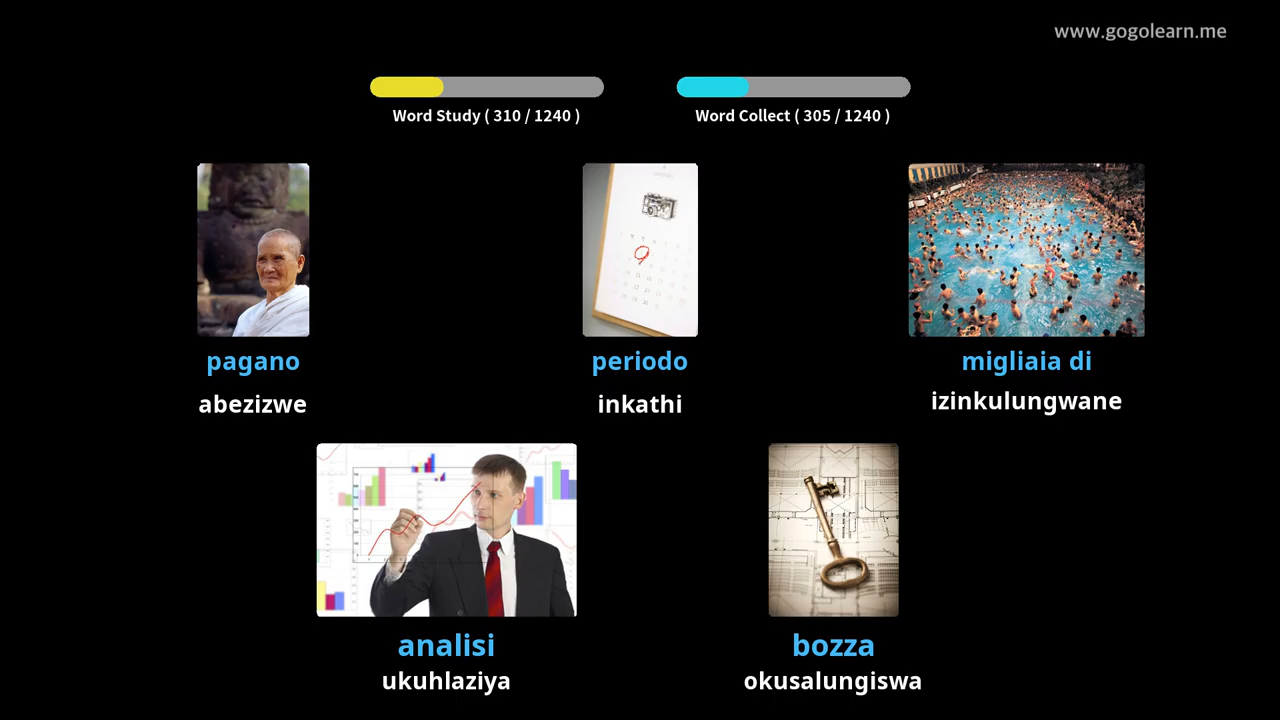 www.gogolearn.me
Word Study ( 310 / 1240 )
Word Collect ( 305 / 1240 )
pagano
abezizwe
periodo
inkathi
migliaia di
izinkulungwane
analisi
ukuhlaziya
bozza
okusalungiswa